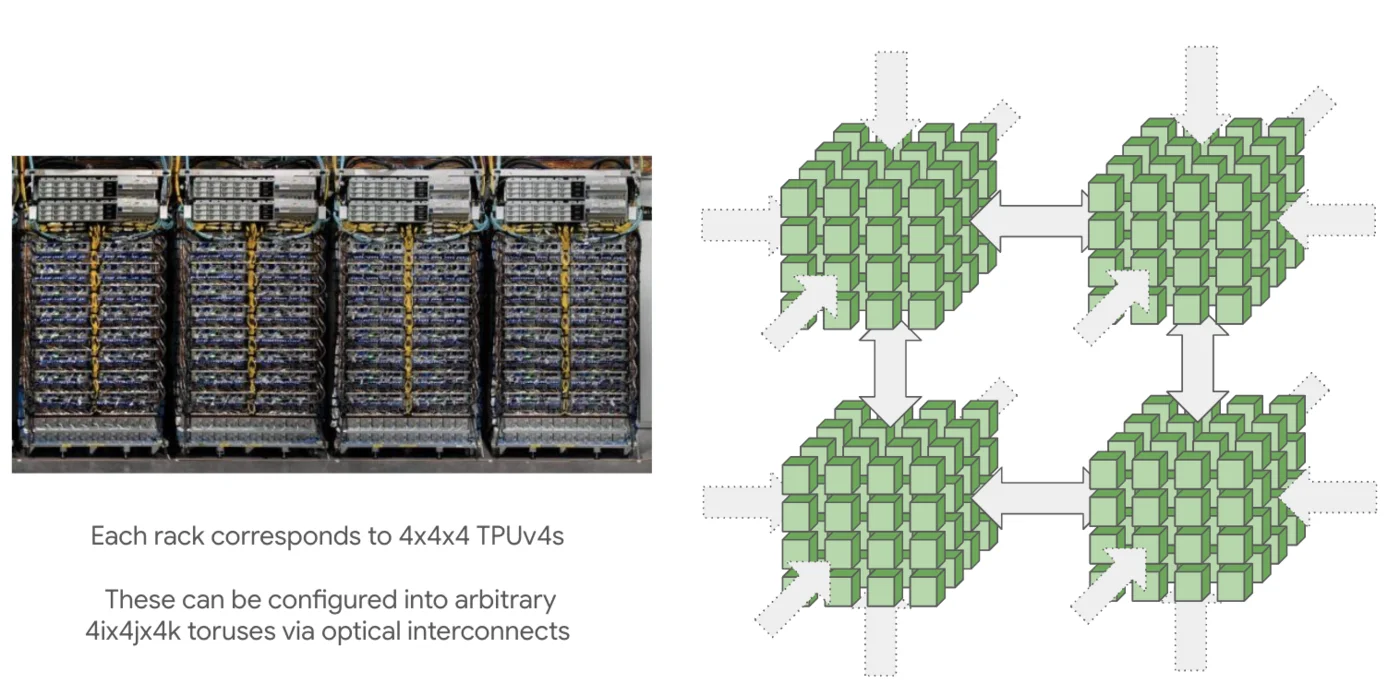 Each rack corresponds to 4x4x4 TPUv4s
These can be configured into arbitrary
4ix4jx4k toruses via optical interconnects